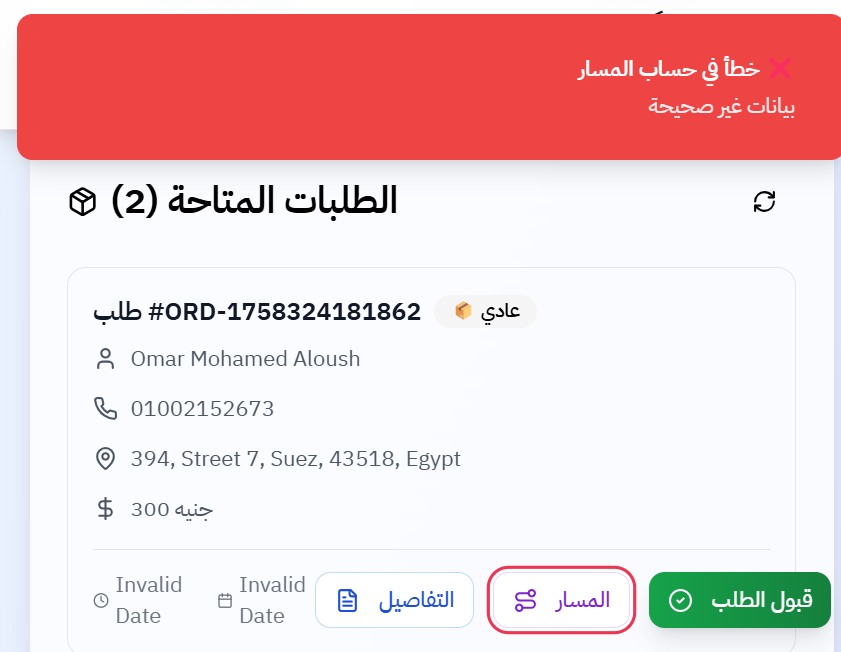 ❌ خطأ في حساب المسار
بيانات غير صحيحة
الطلبات المتاحة (2)
طلب #ORD-1758324181862
📦 عادي
Omar Mohamed Aloush
01002152673
394, Street 7, Suez, 43518, Egypt
300 جنيه
Invalid Date
Invalid Date
التفاصيل
المسار
قبول الطلب